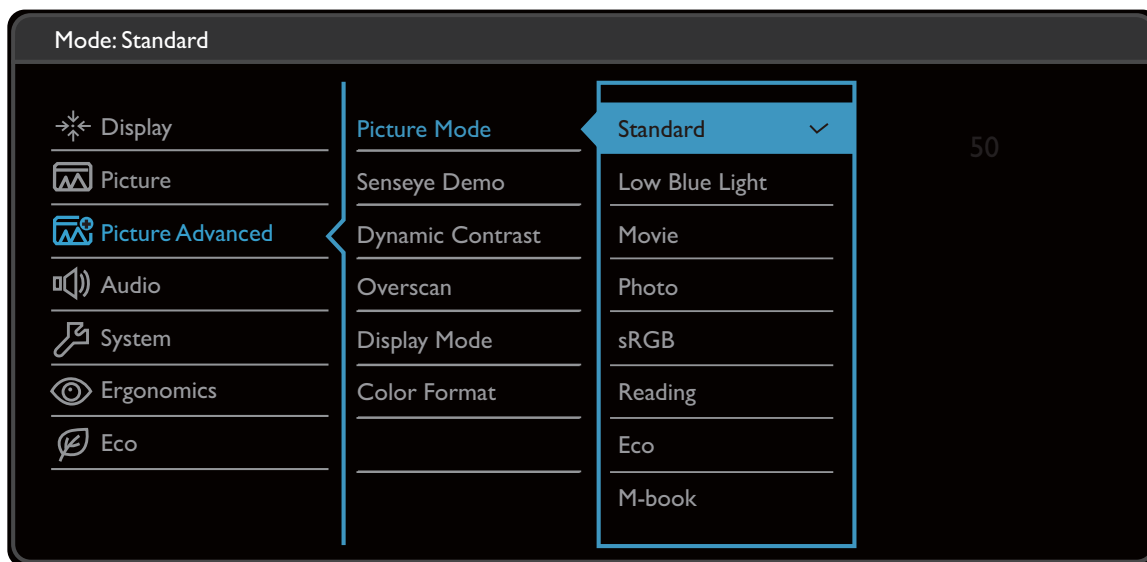 Mode: Standard
Display
Picture
Picture Advanced
Audio
System
Ergonomics
Eco
Picture Mode
Senseye Demo
Dynamic Contrast
Overscan
Display Mode
Color Format
Standard
Low Blue Light
Movie
Photo
sRGB
Reading
Eco
M-book
50